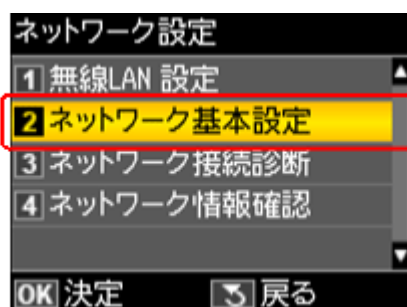 ネットワーク設定
1 無線LAN 設定
2 ネットワーク基本設定
3 ネットワーク接続診断
4 ネットワーク情報確認
OK 決定 戻る